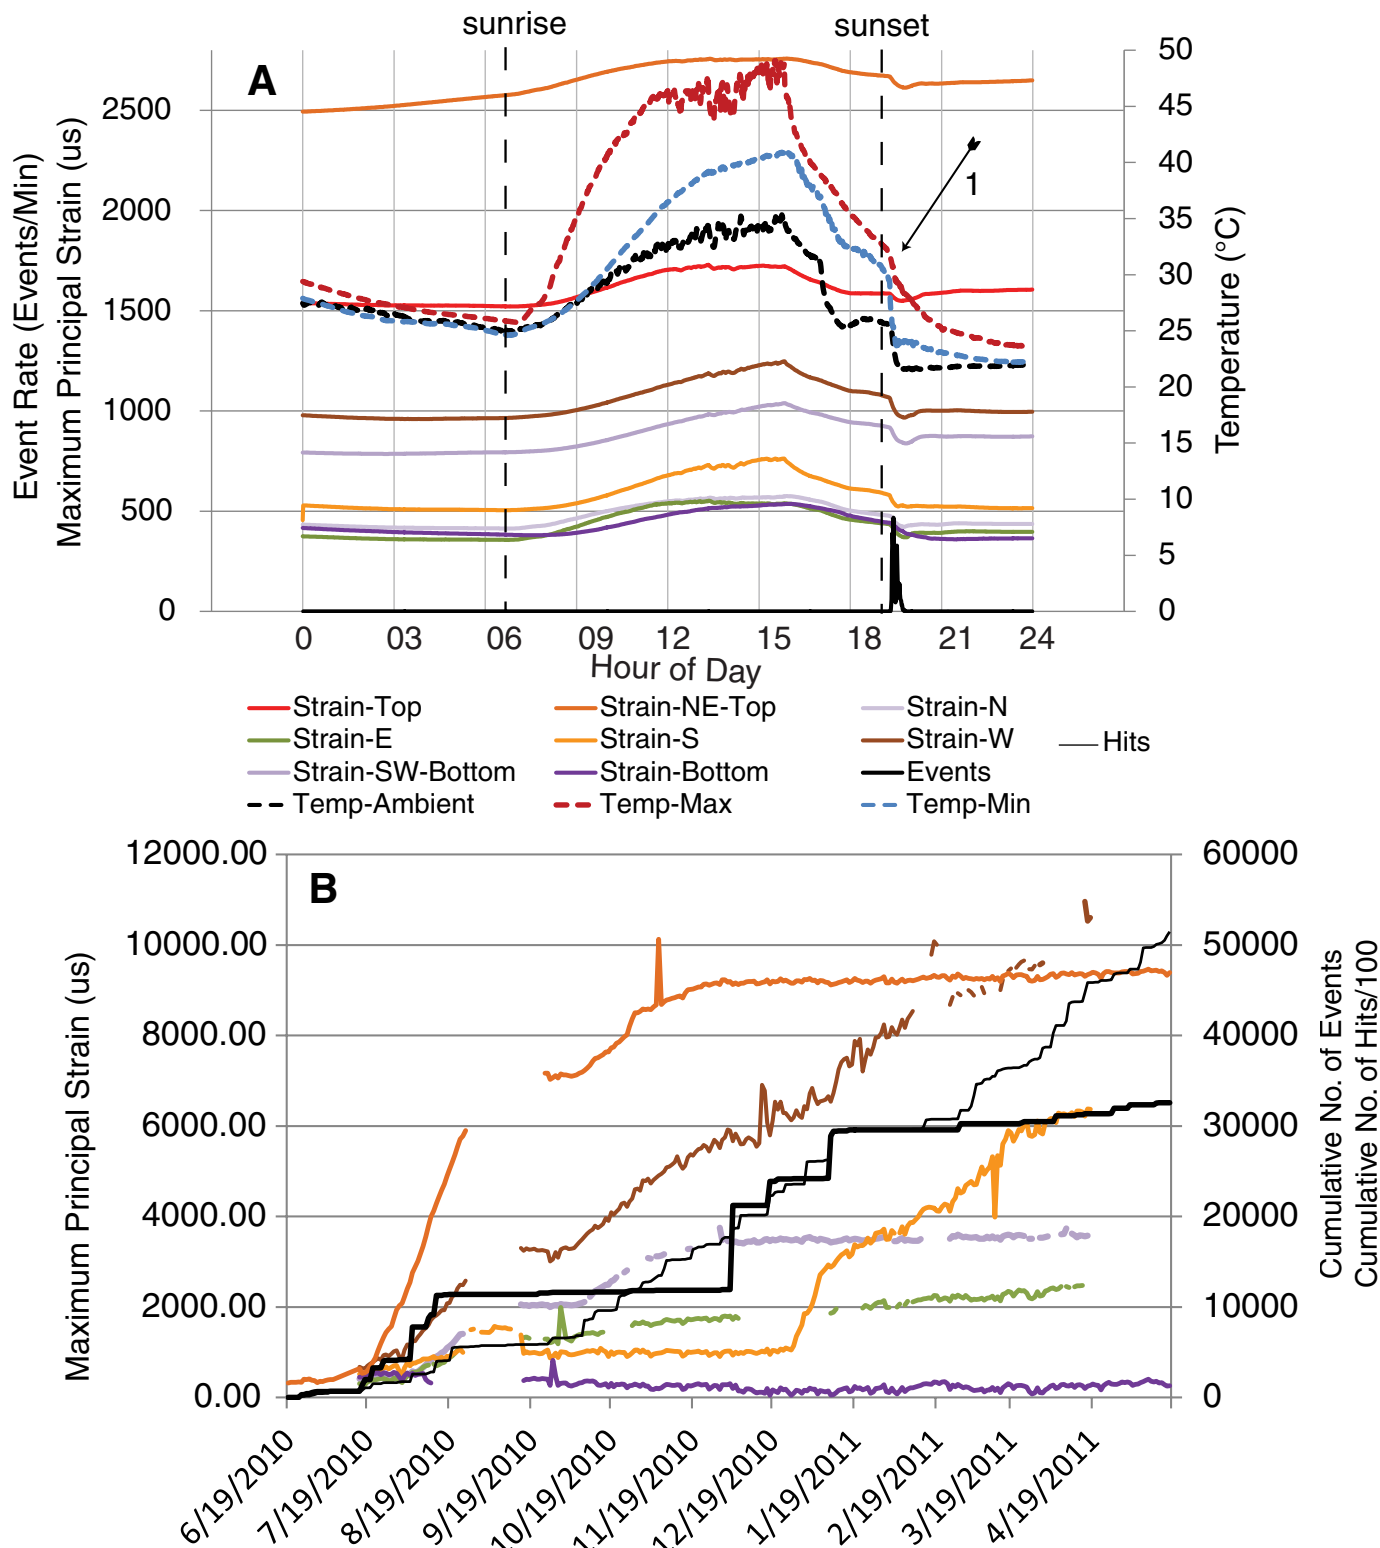 sunrise
sunset
A
Event Rate (Events/Min)
Maximum Principal Strain (us)
2500
2000
1500
1000
500
0
50
45
40
35
30
25
20
15
10
5
0
Temperature (°C)
1
0 03 06 09 12 15 18 21 24
Hour of Day
Strain-Top Strain-NE-Top Strain-N
Strain-E Strain-S Strain-W Hits
Strain-SW-Bottom Strain-Bottom Events
Temp-Ambient Temp-Max Temp-Min
B
Maximum Principal Strain (us)
12000.00
10000.00
8000.00
6000.00
4000.00
2000.00
0.00
60000
50000
40000
30000
20000
10000
0
Cumulative No. of Events
Cumulative No. of Hits/100
6/19/2010
7/19/2010
8/19/2010
9/19/2010
10/19/2010
11/19/2010
12/19/2010
1/19/2011
2/19/2011
3/19/2011
4/19/2011